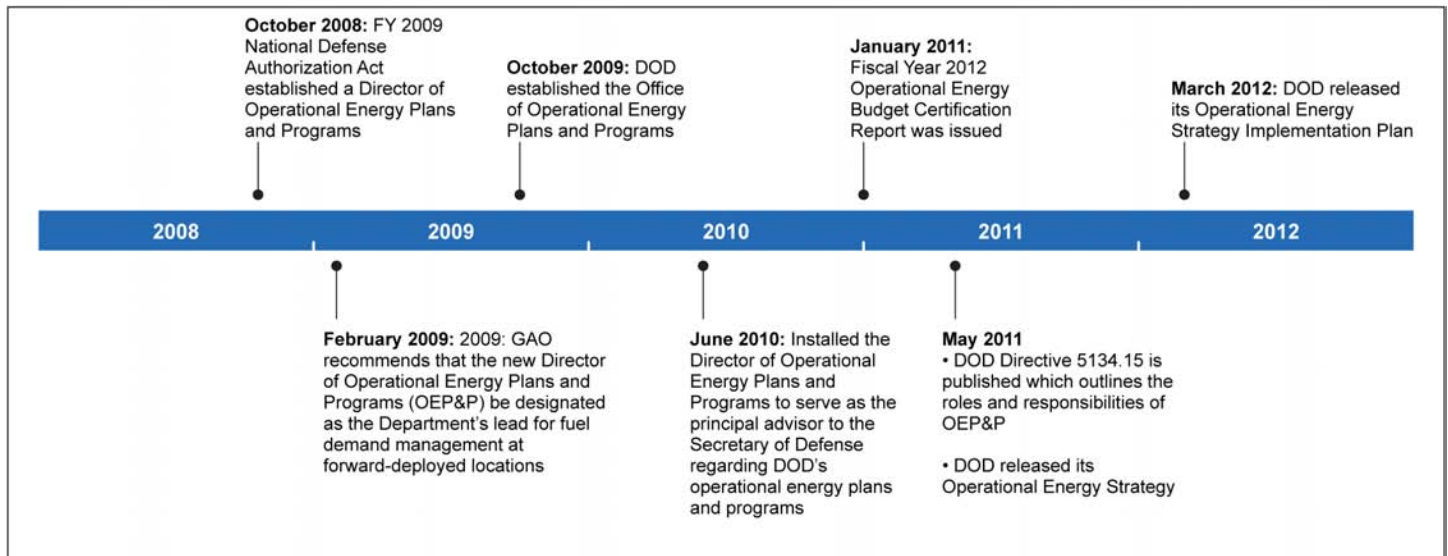 October 2008: FY 2009
National Defense
Authorization Act
established a Director of
Operational Energy Plans
and Programs
October 2009: DOD
established the Office
of Operational Energy
Plans and Programs
January 2011:
Fiscal Year 2012
Operational Energy
Budget Certification
Report was issued
March 2012: DOD released
its Operational Energy
Strategy Implementation Plan
2008 2009 2010 2011 2012
February 2009: 2009: GAO
recommends that the new Director
of Operational Energy Plans and
Programs (OEP&P) be designated
as the Department’s lead for fuel
demand management at
forward-deployed locations
June 2010: Installed the
Director of Operational
Energy Plans and
Programs to serve as the
principal advisor to the
Secretary of Defense
regarding DOD’s
operational energy plans
and programs
May 2011
• DOD Directive 5134.15 is
published which outlines the
roles and responsibilities of
OEP&P
• DOD released its
Operational Energy Strategy